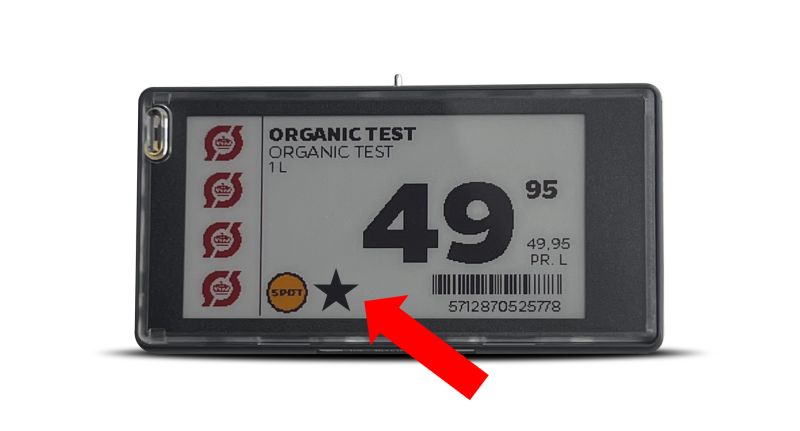 ORGANIC TEST
ORGANIC TEST
1 L
49 95
49,95
PR. L
SPOT
5712870525778